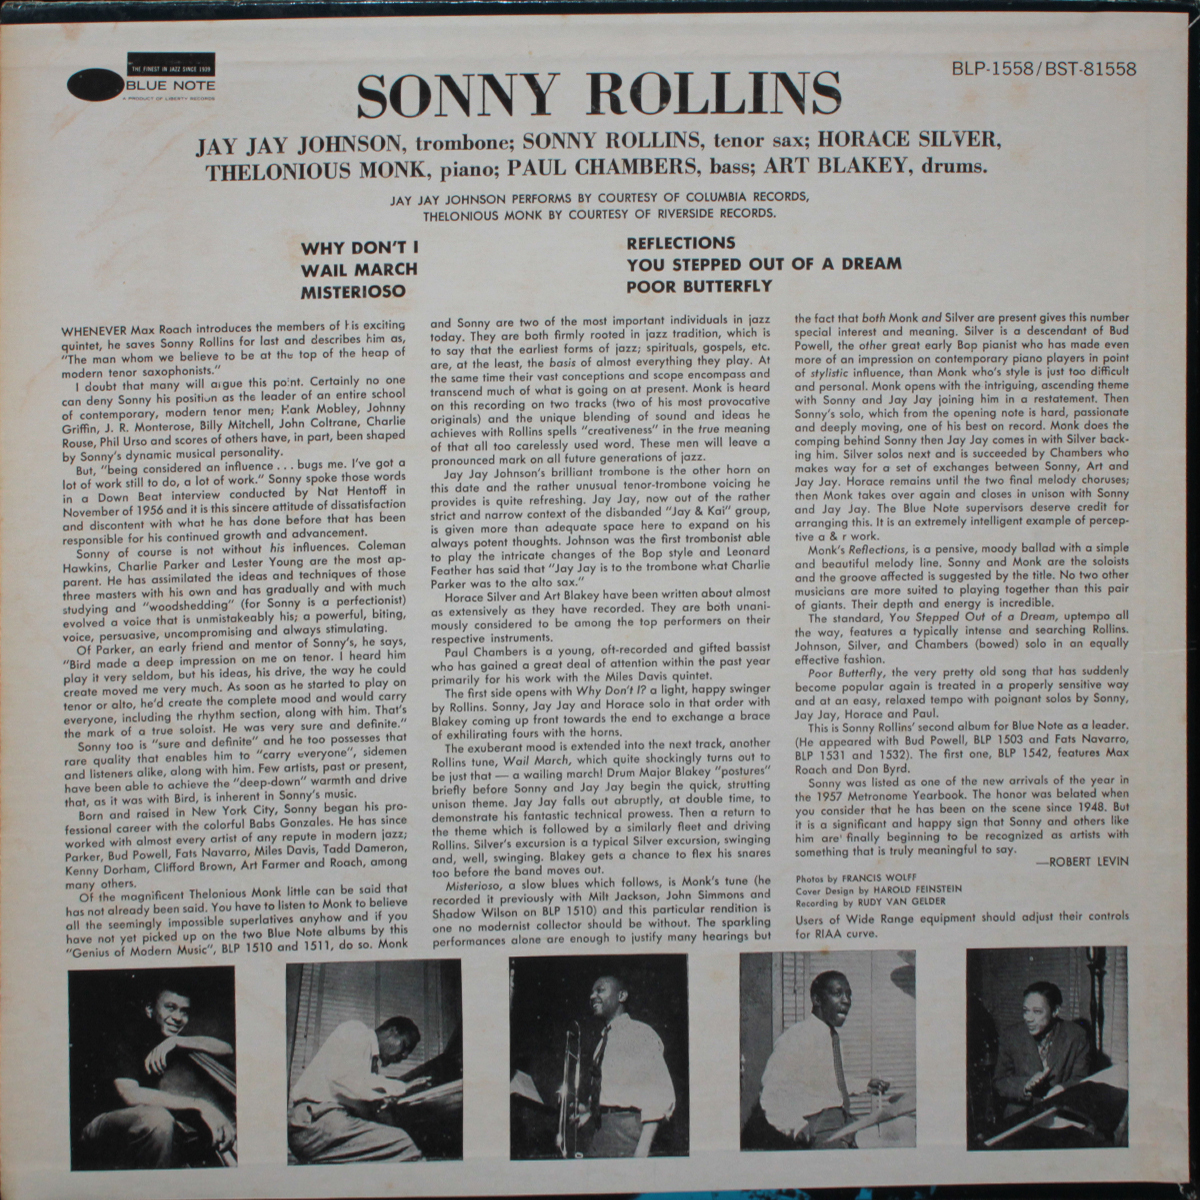 THE FINEST IN JAZZ SINCE 1939
BLUE NOTE
A PRODUCT OF LIBERTY RECORDS
BLP-1558/BST-81558
SONNY ROLLINS
JAY JAY JOHNSON, trombone; SONNY ROLLINS, tenor sax; HORACE SILVER,
THELONIOUS MONK, piano; PAUL CHAMBERS, bass; ART BLAKEY, drums.
JAY JAY JOHNSON PERFORMS BY COURTESY OF COLUMBIA RECORDS,
THELONIOUS MONK BY COURTESY OF RIVERSIDE RECORDS.
WHY DON'T I
WAIL MARCH
MISTERIOSO
REFLECTIONS
YOU STEPPED OUT OF A DREAM
POOR BUTTERFLY
WHENEVER Max Roach introduces the members of his exciting
quintet, he saves Sonny Rollins for last and describes him as,
"The man whom we believe to be at the top of the heap of
modern tenor saxophonists."
I doubt that many will argue this point. Certainly no one
can deny Sonny his position as the leader of an entire school
of contemporary, modern tenor men; Hank Mobley, Johnny
Griffin, J. R. Monterose, Billy Mitchell, John Coltrane, Charlie
Rouse, Phil Urso and scores of others have, in part, been shaped
by Sonny's dynamic musical personality.
But, "being considered an influence . . . bugs me. I've got a
lot of work still to do, a lot of work." Sonny spoke those words
in a Down Beat interview conducted by Nat Hentoff in
November of 1956 and it is this sincere attitude of dissatisfaction
and discontent with what he has done before that has been
responsible for his continued growth and advancement.
Sonny of course is not without his influences. Coleman
Hawkins, Charlie Parker and Lester Young are the most ap-
parent. He has assimilated the ideas and techniques of those
three masters with his own and has gradually and with much
studying and "woodshedding" (for Sonny is a perfectionist)
evolved a voice that is unmistakeably his; a powerful, biting,
voice, persuasive, uncompromising and always stimulating.
Of Parker, an early friend and mentor of Sonny's, he says,
"Bird made a deep impression on me on tenor. I heard him
play it very seldom, but his ideas, his drive, the way he could
create moved me very much. As soon as he started to play on
tenor or alto, he'd create the complete mood and would carry
everyone, including the rhythm section, along with him. That's
the mark of a true soloist. He was very sure and definite."
Sonny too is "sure and definite" and he too possesses that
rare quality that enables him to "carry everyone", sidemen
and listeners alike, along with him. Few artists, past or present,
have been able to achieve the "deep-down" warmth and drive
that, as it was with Bird, is inherent in Sonny's music.
Born and raised in New York City, Sonny began his pro-
fessional career with the colorful Babs Gonzales. He has since
worked with almost every artist of any repute in modern jazz;
Parker, Bud Powell, Fats Navarro, Miles Davis, Tadd Dameron,
Kenny Dorham, Clifford Brown, Art Farmer and Roach, among
many others.
Of the magnificent Thelonious Monk little can be said that
has not already been said. You have to listen to Monk to believe
all the seemingly impossible superlatives anyhow and if you
have not yet picked up on the two Blue Note albums by this
"Genius of Modern Music", BLP 1510 and 1511, do so. Monk
and Sonny are two of the most important individuals in jazz
today. They are both firmly rooted in jazz tradition, which is
to say that the earliest forms of jazz; spirituals, gospels, etc.
are, at the least, the basis of almost everything they play. At
the same time their vast conceptions and scope encompass and
transcend much of what is going on at present. Monk is heard
on this recording on two tracks (two of his most provocative
originals) and the unique blending of sound and ideas he
achieves with Rollins spells "creativeness" in the true meaning
of that all too carelessly used word. These men will leave a
pronounced mark on all future generations of jazz.
Jay Jay Johnson's brilliant trombone is the other horn on
this date and the rather unusual tenor-trombone voicing he
provides is quite refreshing. Jay Jay, now out of the rather
strict and narrow context of the disbanded "Jay & Kai" group,
is given more than adequate space here to expand on his
always potent thoughts. Johnson was the first trombonist able
to play the intricate changes of the Bop style and Leonard
Feather has said that "Jay Jay is to the trombone what Charlie
Parker was to the alto sax."
Horace Silver and Art Blakey have been written about almost
as extensively as they have recorded. They are both unani-
mously considered to be among the top performers on their
respective instruments.
Paul Chambers is a young, oft-recorded and gifted bassist
who has gained a great deal of attention within the past year
primarily for his work with the Miles Davis quintet.
The first side opens with Why Don't I? a light, happy swinger
by Rollins. Sonny, Jay Jay and Horace solo in that order with
Blakey coming up front towards the end to exchange a brace
of exhilirating fours with the horns.
The exuberant mood is extended into the next track, another
Rollins tune, Wail March, which quite shockingly turns out to
be just that — a wailing march! Drum Major Blakey "postures"
briefly before Sonny and Jay Jay begin the quick, strutting
unison theme. Jay Jay falls out abruptly, at double time, to
demonstrate his fantastic technical prowess. Then a return to
the theme which is followed by a similarly fleet and driving
Rollins. Silver's excursion is a typical Silver excursion, swinging
and, well, swinging. Blakey gets a chance to flex his snares
too before the band moves out.
Misterioso, a slow blues which follows, is Monk's tune (he
recorded it previously with Milt Jackson, John Simmons and
Shadow Wilson on BLP 1510) and this particular rendition is
one no modernist collector should be without. The sparkling
performances alone are enough to justify many hearings but
the fact that both Monk and Silver are present gives this number
special interest and meaning. Silver is a descendant of Bud
Powell, the other great early Bop pianist who has made even
more of an impression on contemporary piano players in point
of stylistic influence, than Monk who's style is just too difficult
and personal. Monk opens with the intriguing, ascending theme
with Sonny and Jay Jay joining him in a restatement. Then
Sonny's solo, which from the opening note is hard, passionate
and deeply moving, one of his best on record. Monk does the
comping behind Sonny then Jay Jay comes in with Silver back-
ing him. Silver solos next and is succeeded by Chambers who
makes way for a set of exchanges between Sonny, Art and
Jay Jay. Horace remains until the two final melody choruses;
then Monk takes over again and closes in unison with Sonny
and Jay Jay. The Blue Note supervisors deserve credit for
arranging this. It is an extremely intelligent example of percep-
tive a & r work.
Monk's Reflections, is a pensive, moody ballad with a simple
and beautiful melody line. Sonny and Monk are the soloists
and the groove affected is suggested by the title. No two other
musicians are more suited to playing together than this pair
of giants. Their depth and energy is incredible.
The standard, You Stepped Out of a Dream, uptempo all
the way, features a typically intense and searching Rollins.
Johnson, Silver, and Chambers (bowed) solo in an equally
effective fashion.
Poor Butterfly, the very pretty old song that has suddenly
become popular again is treated in a properly sensitive way
and at an easy, relaxed tempo with poignant solos by Sonny,
Jay Jay, Horace and Paul.
This is Sonny Rollins' second album for Blue Note as a leader.
(He appeared with Bud Powell, BLP 1503 and Fats Navarro,
BLP 1531 and 1532). The first one, BLP 1542, features Max
Roach and Don Byrd.
Sonny was listed as one of the new arrivals of the year in
the 1957 Metronome Yearbook. The honor was belated when
you consider that he has been on the scene since 1948. But
it is a significant and happy sign that Sonny and others like
him are finally beginning to be recognized as artists with
something that is truly meaningful to say.
—ROBERT LEVIN
Photos by FRANCIS WOLFF
Cover Design by HAROLD FEINSTEIN
Recording by RUDY VAN GELDER
Users of Wide Range equipment should adjust their controls
for RIAA curve.